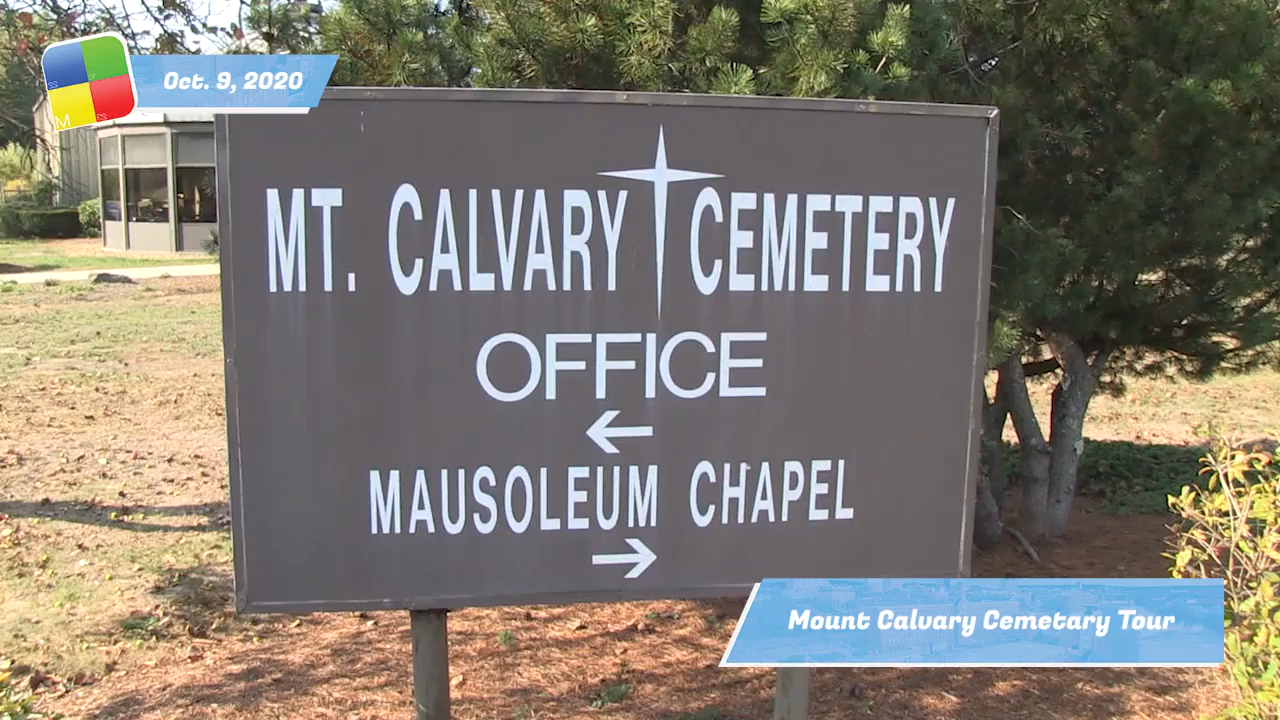 Oct. 9, 2020
MT. CALVARY CEMETERY
OFFICE
←
MAUSOLEUM CHAPEL
→
Mount Calvary Cemetary Tour